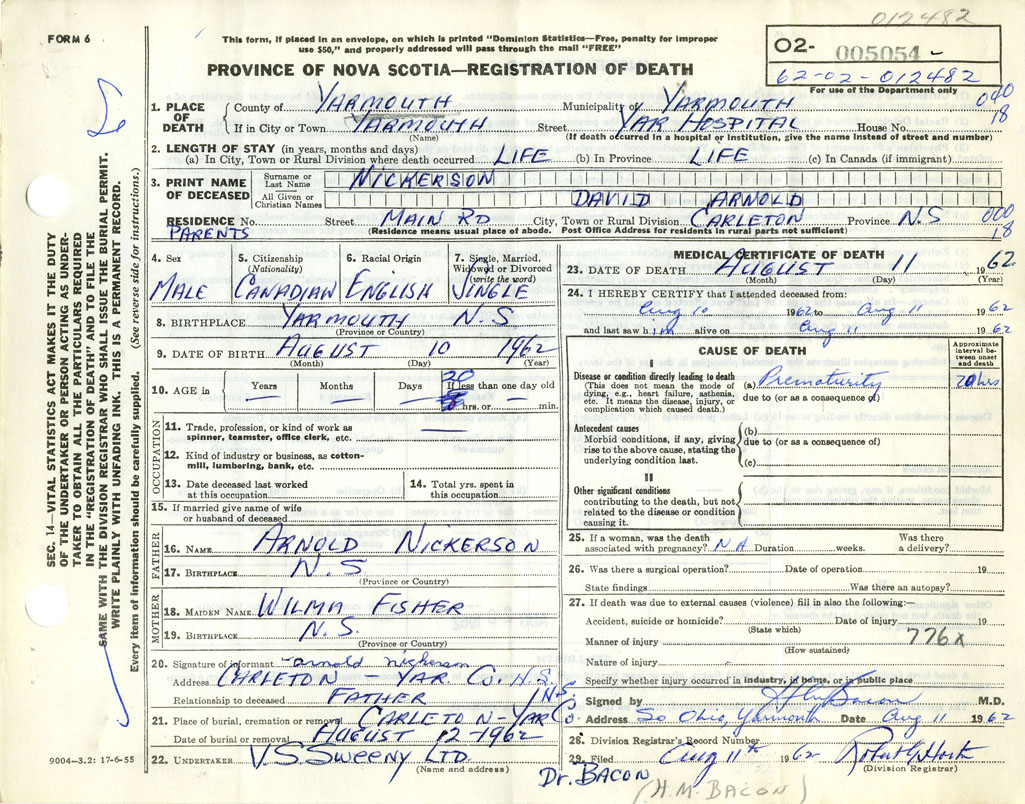 012482
FORM 6
This form, if placed in an envelope, on which is printed "Dominion Statistics—Free, penalty for improper
use $50," and properly addressed will pass through the mail "FREE"
PROVINCE OF NOVA SCOTIA—REGISTRATION OF DEATH
O2- 005054 -
62-02-012482
For use of the Department only
040
18
1. PLACE OF DEATH
County of YARMOUTH Municipality of YARMOUTH
If in City or Town YARMOUTH Street YAR HOSPITAL House No.
(Name) (If death occurred in a hospital or institution, give the name instead of street and number)
2. LENGTH OF STAY (in years, months and days)
(a) In City, Town or Rural Division where death occurred LIFE (b) In Province LIFE (c) In Canada (if immigrant)
3. PRINT NAME OF DECEASED
Surname or Last Name NICKERSON
All Given or Christian Names DAVID ARNOLD
RESIDENCE No. Street MAIN RD City, Town or Rural Division CARLETON Province N.S
PARENTS (Residence means usual place of abode. Post Office Address for residents in rural parts not sufficient)
000
18
4. Sex
MALE
5. Citizenship
(Nationality)
CANADIAN
6. Racial Origin
ENGLISH
7. Single, Married,
Widowed or Divorced
(write the word)
SINGLE
8. BIRTHPLACE YARMOUTH N.S
(Province or Country)
9. DATE OF BIRTH AUGUST 10 1962
(Month) (Day) (Year)
10. AGE in Years Months Days If less than one day old
— — — 20 hrs. or — min.
OCCUPATION
11. Trade, profession, or kind of work as
spinner, teamster, office clerk, etc. —
12. Kind of industry or business, as cotton-
mill, lumbering, bank, etc.
13. Date deceased last worked
at this occupation
14. Total yrs. spent in
this occupation
15. If married give name of wife
or husband of deceased
FATHER
16. NAME ARNOLD NICKERSON
17. BIRTHPLACE N.S
(Province or Country)
MOTHER
18. MAIDEN NAME WILMA FISHER
19. BIRTHPLACE N.S.
(Province or Country)
20. Signature of informant arnold nickerson
Address CARLETON - YAR Co. N.S.
Relationship to deceased FATHER N.S.
21. Place of burial, cremation or removal CARLETON-YAR Co
Date of burial or removal AUGUST 12-1962
22. UNDERTAKER V.S. SWEENY LTD.
(Name and address)
MEDICAL CERTIFICATE OF DEATH
23. DATE OF DEATH AUGUST 11 1962
(Month) (Day) (Year)
24. I HEREBY CERTIFY that I attended deceased from:
Aug 10 1962 to Aug 11 1962
and last saw him alive on Aug 11 1962
CAUSE OF DEATH
Approximate interval between onset and death
I
Disease or condition directly leading to death
(This does not mean the mode of
dying, e.g., heart failure, asthenia,
etc. It means the disease, injury, or
complication which caused death.)
(a) Prematurity 20 hrs
due to (or as a consequence of)
Antecedent causes
Morbid conditions, if any, giving
rise to the above cause, stating the
underlying condition last.
(b)
due to (or as a consequence of)
(c)
II
Other significant conditions
contributing to the death, but not
related to the disease or condition
causing it.
25. If a woman, was the death
associated with pregnancy? NA Duration weeks. Was there
a delivery?
26. Was there a surgical operation? Date of operation 19
State findings Was there an autopsy?
27. If death was due to external causes (violence) fill in also the following:—
Accident, suicide or homicide? Date of injury 19
(State which)
Manner of injury 776x
(How sustained)
Nature of injury
Specify whether injury occurred in industry, in home, or in public place
Signed by Bacon M.D.
Address So Ohio, Yarmouth Date Aug 11 1962
28. Division Registrar's Record Number
29. Filed Aug 11th 1962
(Division Registrar)
Dr. BACON
(H.M. BACON)
9004—3.2: 17-6-55
SEC. 14—VITAL STATISTICS ACT MAKES IT THE DUTY
OF THE UNDERTAKER OR PERSON ACTING AS UNDER-
TAKER TO OBTAIN ALL THE PARTICULARS REQUIRED
IN THE "REGISTRATION OF DEATH" AND TO FILE THE
SAME WITH THE DIVISION REGISTRAR WHO SHALL ISSUE THE BURIAL PERMIT.
WRITE PLAINLY WITH UNFADING INK. THIS IS A PERMANENT RECORD.
Every item of information should be carefully supplied. (See reverse side for instructions.)